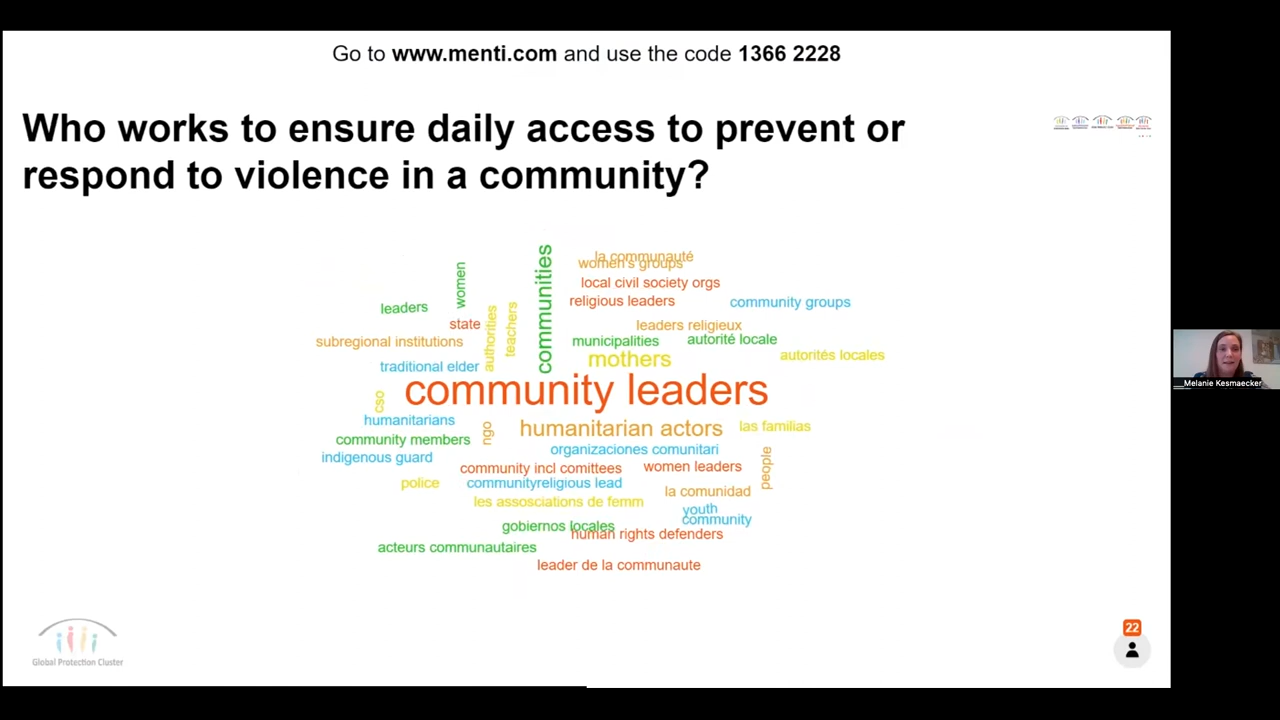 Go to www.menti.com and use the code 1366 2228
Who works to ensure daily access to prevent or
respond to violence in a community?
la communauté
women's groups
communities
women
local civil society orgs
leaders
religious leaders
community groups
state
authorities
teachers
leaders religieux
subregional institutions
municipalities
autorité locale
mothers
autorités locales
traditional elder
community leaders
cso
humanitarians
ngo
humanitarian actors
las familias
community members
organizaciones comunitari
indigenous guard
community incl comittees
women leaders
people
police
communityreligious lead
la comunidad
les assosciations de femm
youth
community
gobiernos locales
human rights defenders
acteurs communautaires
leader de la communaute
Global Protection Cluster
22
Melanie Kesmaecker